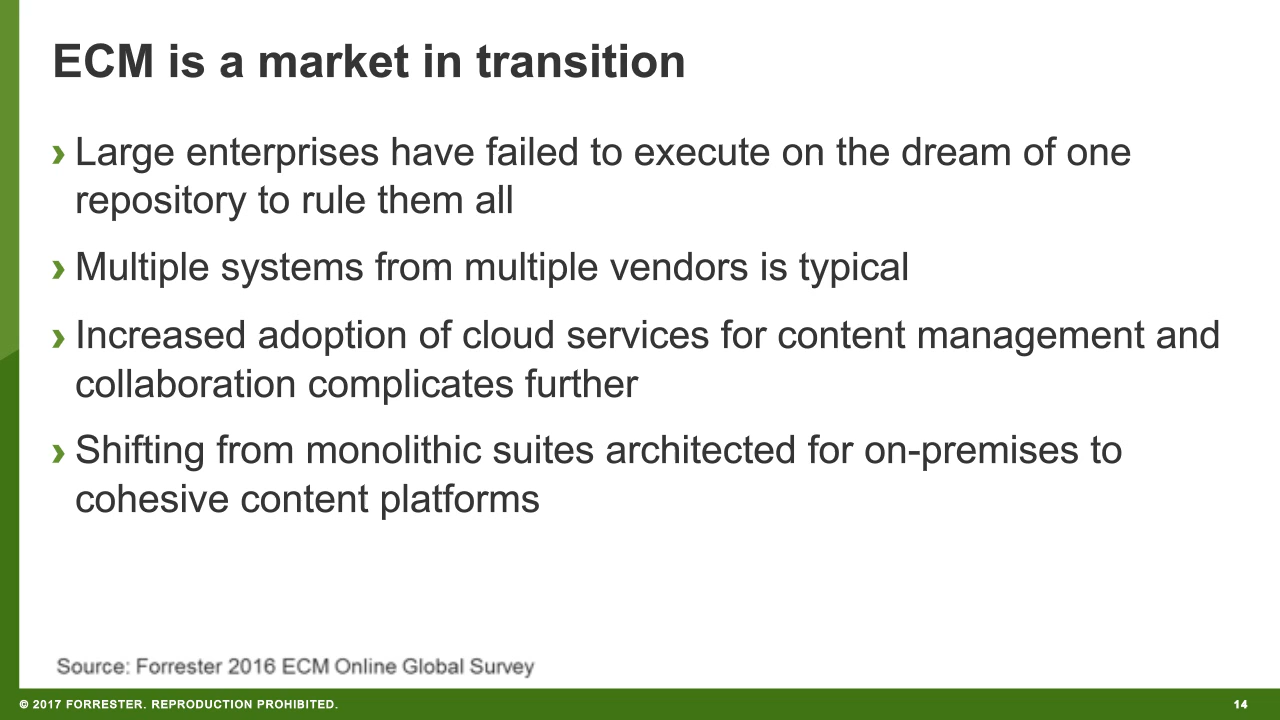 ECM is a market in transition
› Large enterprises have failed to execute on the dream of one
repository to rule them all
› Multiple systems from multiple vendors is typical
› Increased adoption of cloud services for content management and
collaboration complicates further
› Shifting from monolithic suites architected for on-premises to
cohesive content platforms
Source: Forrester 2016 ECM Online Global Survey
© 2017 FORRESTER. REPRODUCTION PROHIBITED.
14